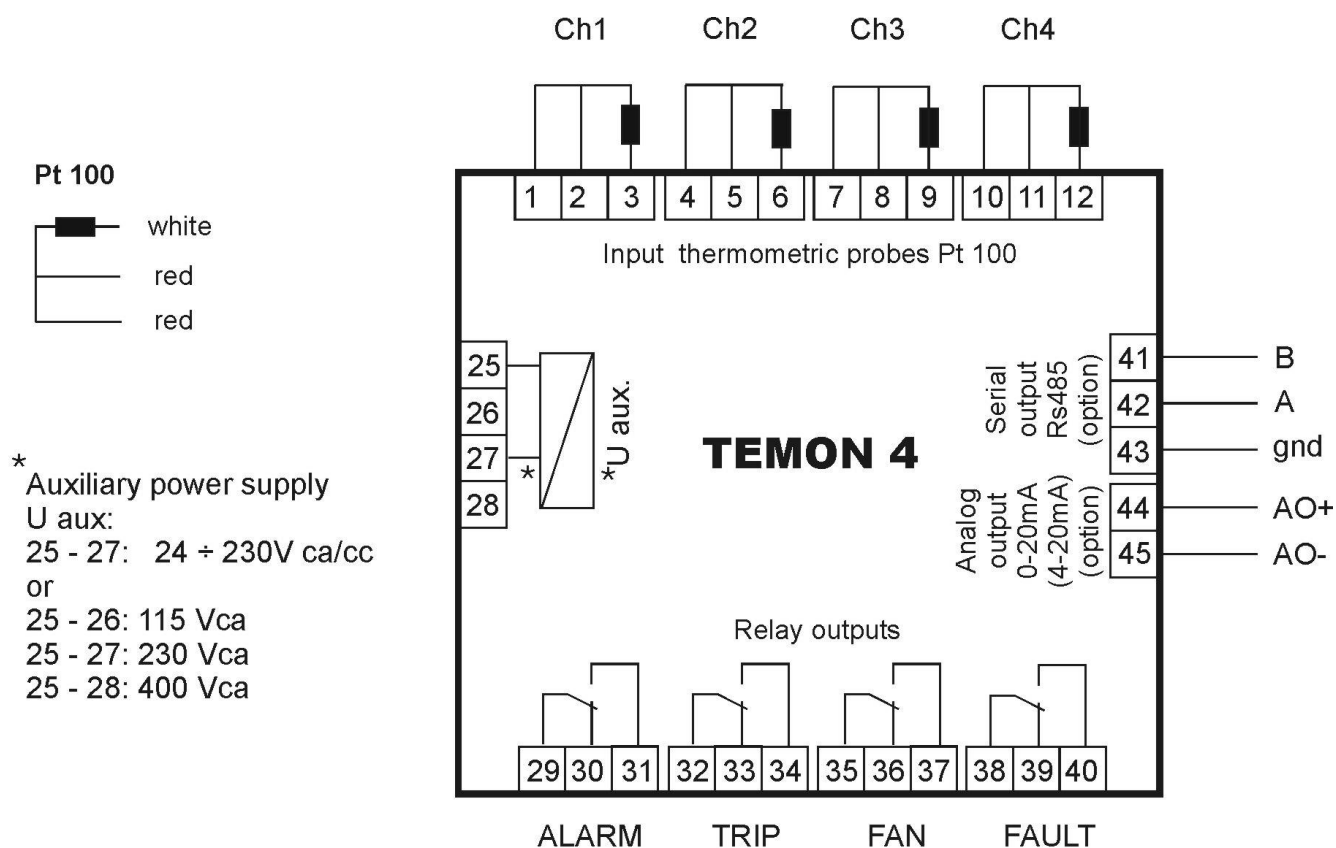 Ch1 Ch2 Ch3 Ch4
Pt 100
white
red
red
1 2 3 4 5 6 7 8 9 10 11 12
Input thermometric probes Pt 100
25
26
27
28
*
*U aux.
TEMON 4
Serial
output
Rs485
(option)
41 B
42 A
43 gnd
Analog
output
0-20mA
(4-20mA)
(option)
44 AO+
45 AO-
*
Auxiliary power supply
U aux:
25 - 27: 24 ÷ 230V ca/cc
or
25 - 26: 115 Vca
25 - 27: 230 Vca
25 - 28: 400 Vca
Relay outputs
29 30 31 32 33 34 35 36 37 38 39 40
ALARM TRIP FAN FAULT